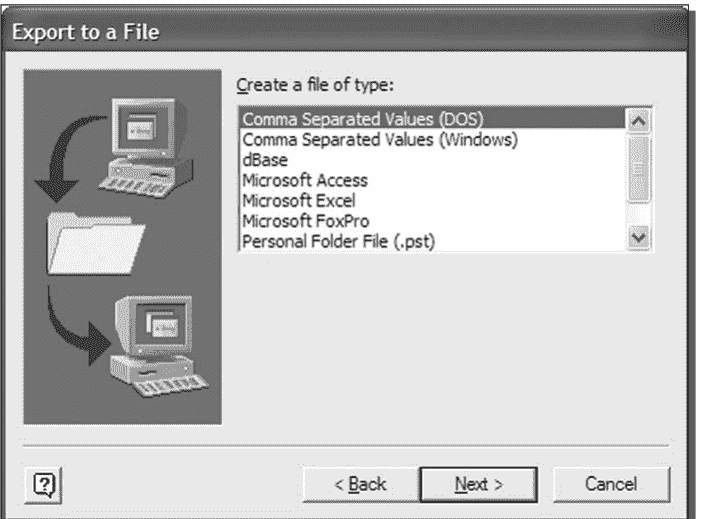 Export to a File
Create a file of type:
Comma Separated Values (DOS)
Comma Separated Values (Windows)
dBase
Microsoft Access
Microsoft Excel
Microsoft FoxPro
Personal Folder File (.pst)
?
< Back
Next >
Cancel